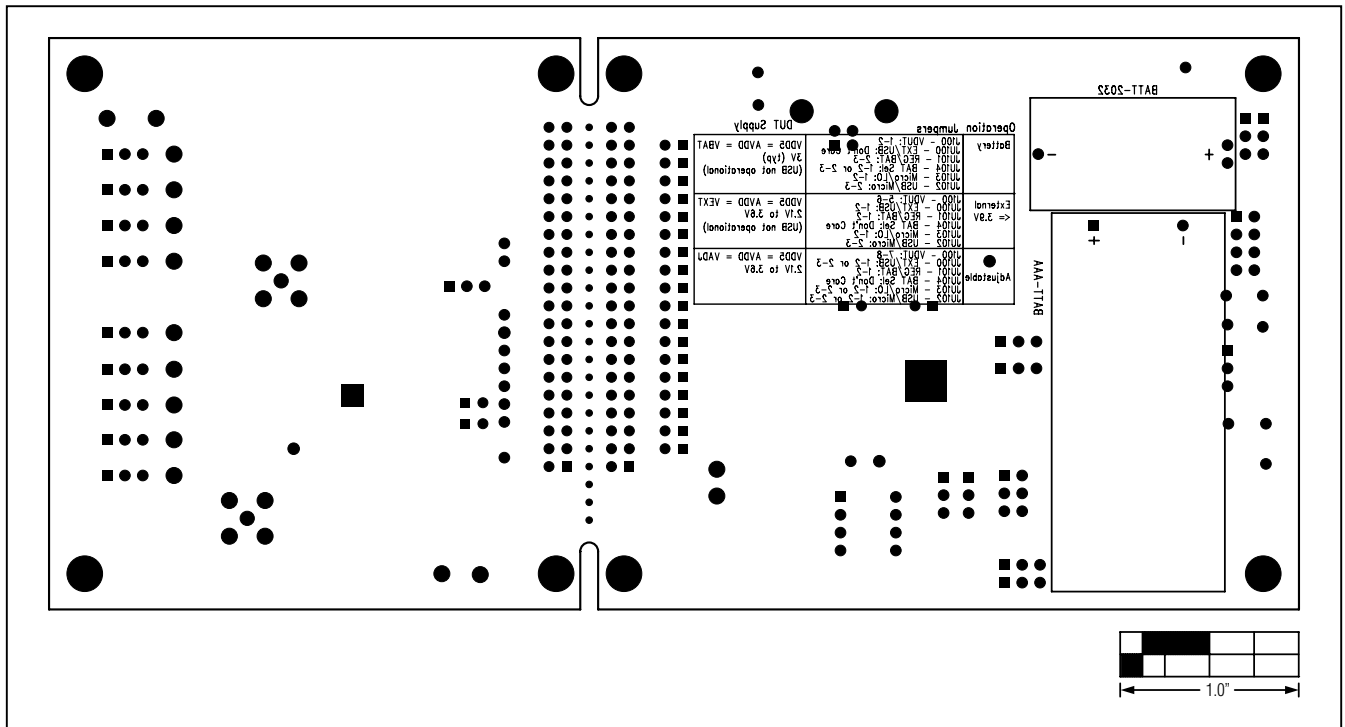 BATT-2032
- +
Operation Jumpers DUT Supply
Battery
J100 - VDUT: 1-2
JU100 - EXT/USB: Don't Care
JU101 - REG/BAT: 2-3
JU104 - BAT Sel: 1-2 or 2-3
JU103 - Micro/LO: 1-2
JU102 - USB/Micro: 2-3
VDD5 = AVDD = VBAT
3V (typ)
(USB not operational)
External
<= 3.9V
J100 - VDUT: 5-6
JU100 - EXT/USB: 1-2
JU101 - REG/BAT: 1-2
JU104 - BAT Sel: Don't Care
JU103 - Micro/LO: 1-2
JU102 - USB/Micro: 2-3
VDD5 = AVDD = VEXT
2.1V to 3.6V
(USB not operational)
Adjustable
J100 - VDUT: 7-8
JU100 - EXT/USB: 1-2 or 2-3
JU101 - REG/BAT: 1-2
JU104 - BAT Sel: Don't Care
JU103 - Micro/LO: 1-2 or 2-3
JU102 - USB/Micro: 1-2 or 2-3
VDD5 = AVDD = VADJ
2.1V to 3.6V
+ -
BATT-AAA
1.0"